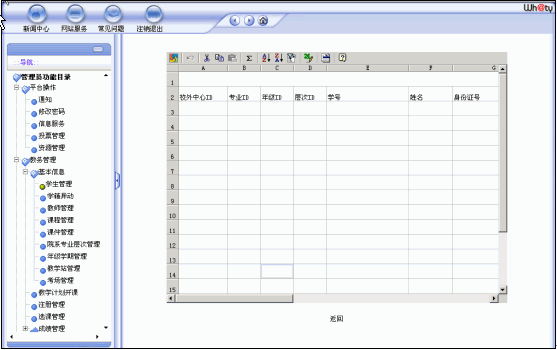 Wh@ty
新闻中心 网站服务 常见问题 注销退出
::导航::
管理员功能目录
平台操作
通知
修改密码
信息服务
投票管理
资源管理
教务管理
基本信息
学生管理
学籍异动
教师管理
课程管理
课件管理
院系专业层次管理
年级学期管理
教学站管理
考场管理
教学计划开课
注册管理
选课管理
成绩管理
A B C D E F G
1
2 校外中心ID 专业ID 年级ID 层次ID 学号 姓名 身份证号
3
4
5
6
7
8
9
10
11
12
13
14
15
返回